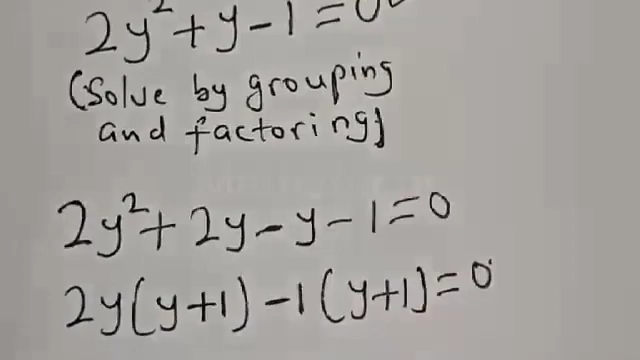 2y²+y-1=0
(Solve by grouping
and factoring)
2y²+2y-y-1=0
2y(y+1)-1(y+1)=0